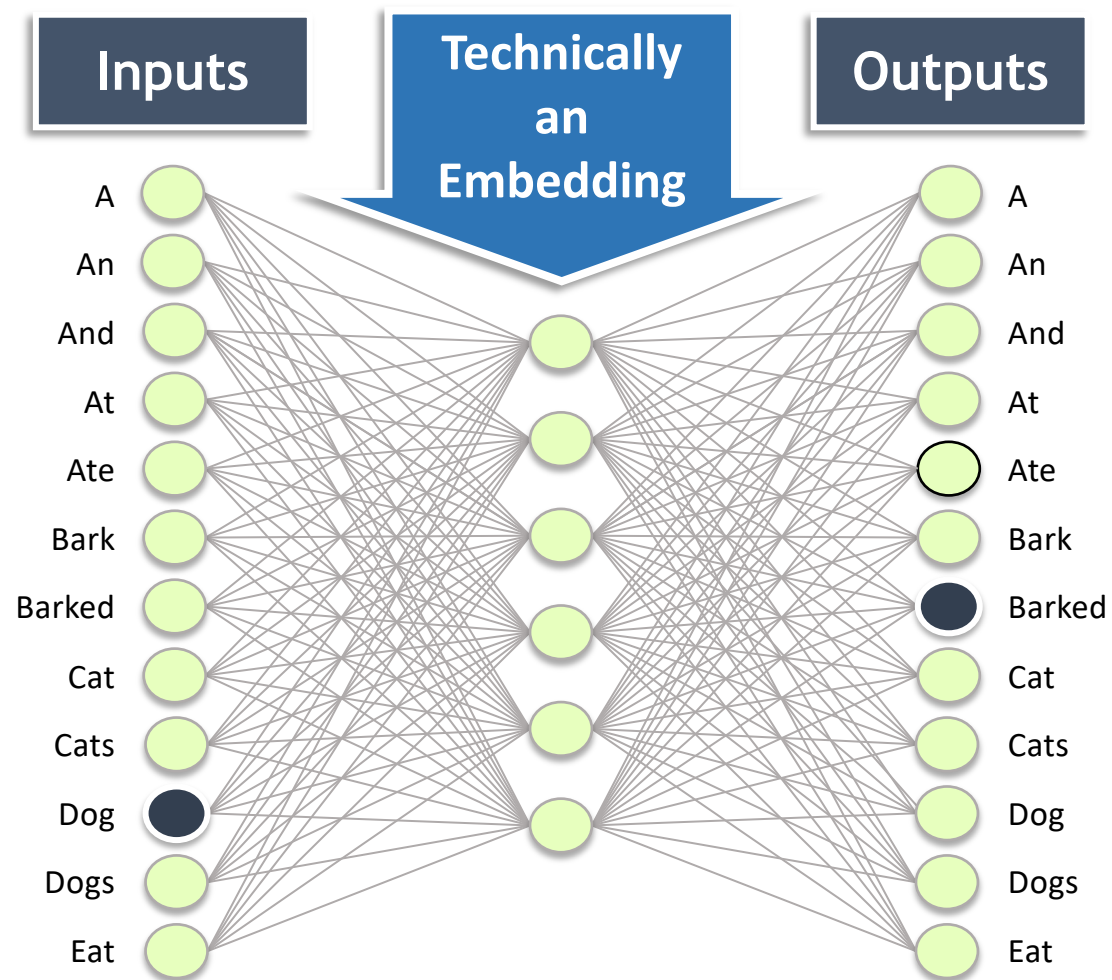 Inputs
Technically
an
Embedding
Outputs
A
An
And
At
Ate
Bark
Barked
Cat
Cats
Dog
Dogs
Eat
A
An
And
At
Ate
Bark
Barked
Cat
Cats
Dog
Dogs
Eat